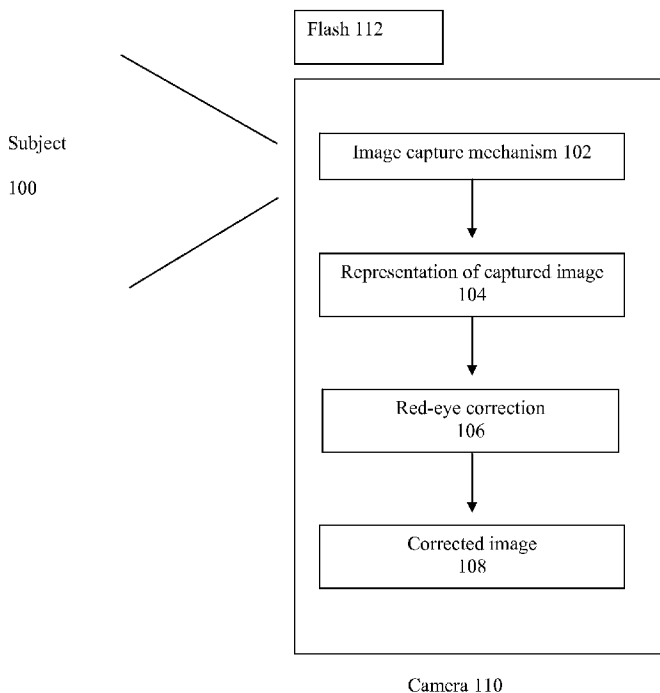 Flash 112
Subject
100
Image capture mechanism 102
Representation of captured image
104
Red-eye correction
106
Corrected image
108
Camera 110